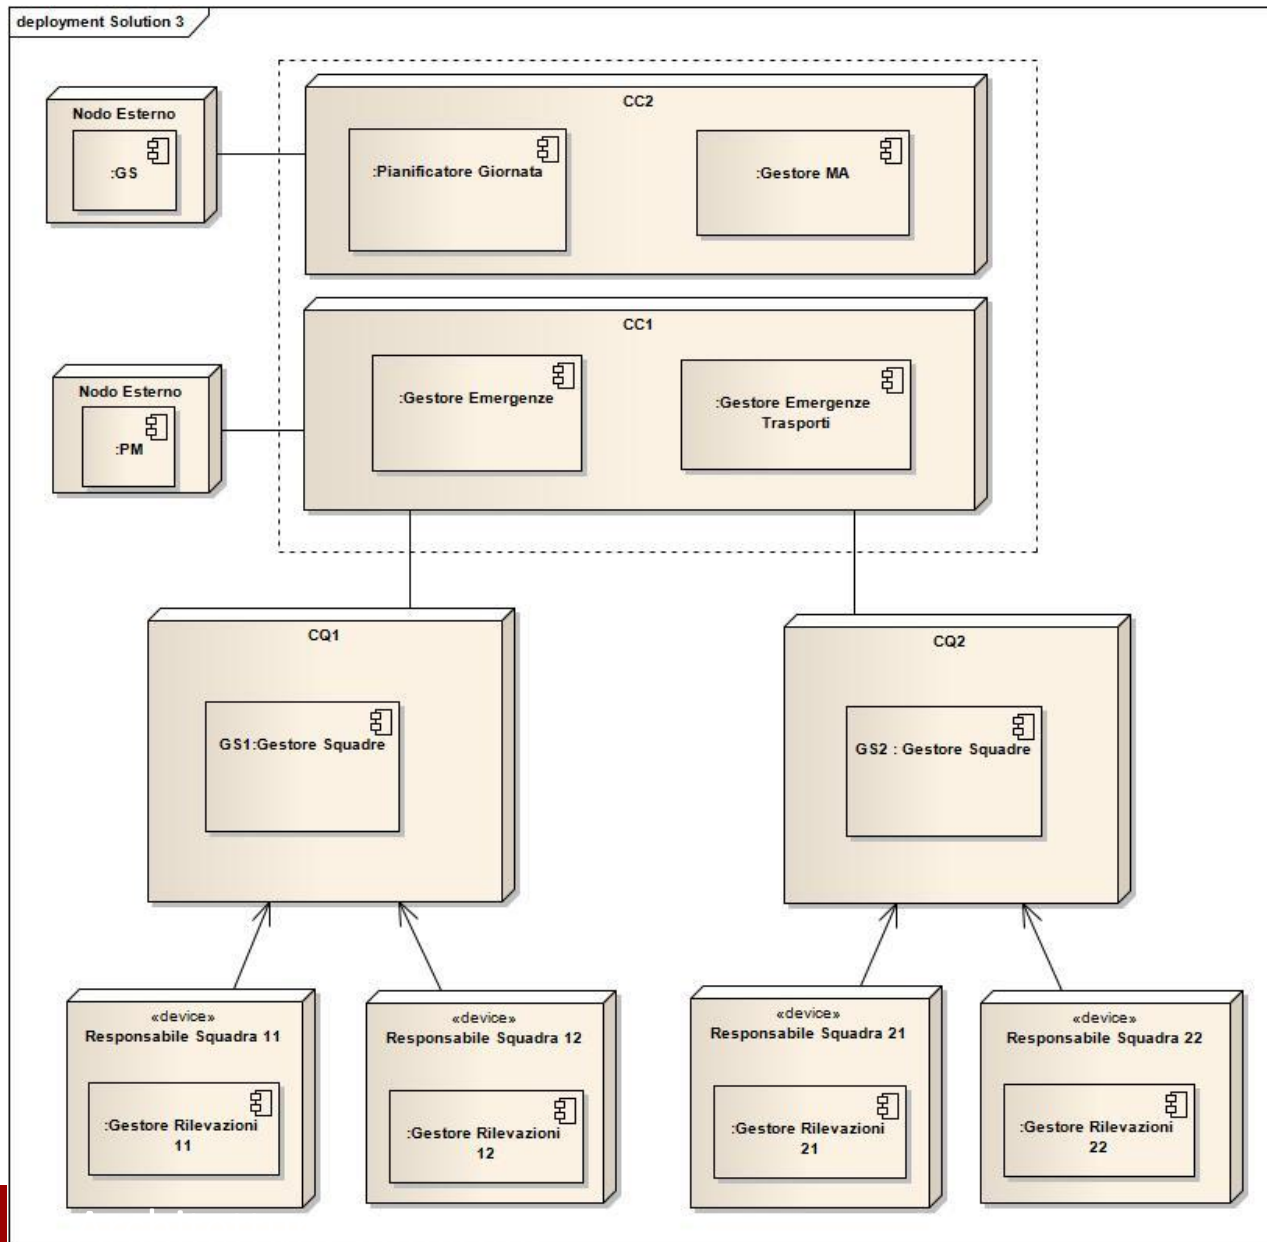 deployment Solution 3
Nodo Esterno
:GS
CC2
:Pianificatore Giornata
:Gestore MA
Nodo Esterno
:PM
CC1
:Gestore Emergenze
:Gestore Emergenze
Trasporti
CQ1
GS1:Gestore Squadre
CQ2
GS2 : Gestore Squadre
«device»
Responsabile Squadra 11
:Gestore Rilevazioni
11
«device»
Responsabile Squadra 12
:Gestore Rilevazioni
12
«device»
Responsabile Squadra 21
:Gestore Rilevazioni
21
«device»
Responsabile Squadra 22
:Gestore Rilevazioni
22